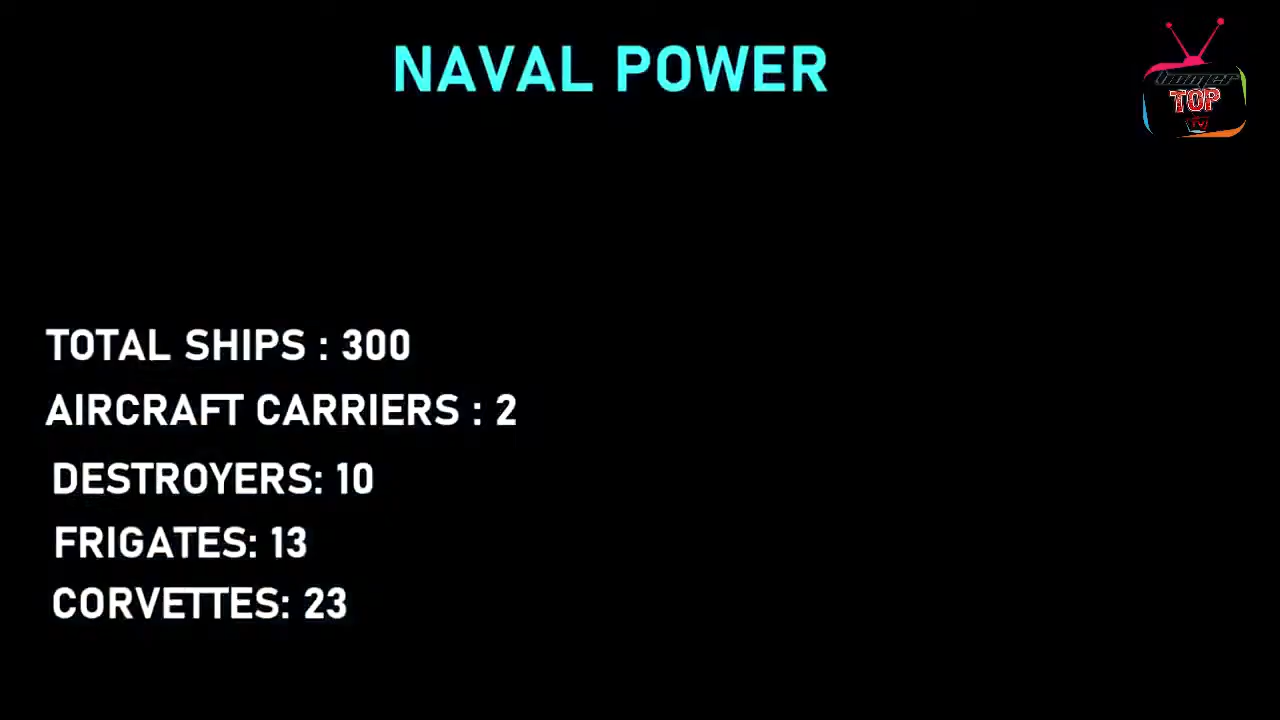 NAVAL POWER
TOP
TOTAL SHIPS : 300
AIRCRAFT CARRIERS : 2
DESTROYERS: 10
FRIGATES: 13
CORVETTES: 23